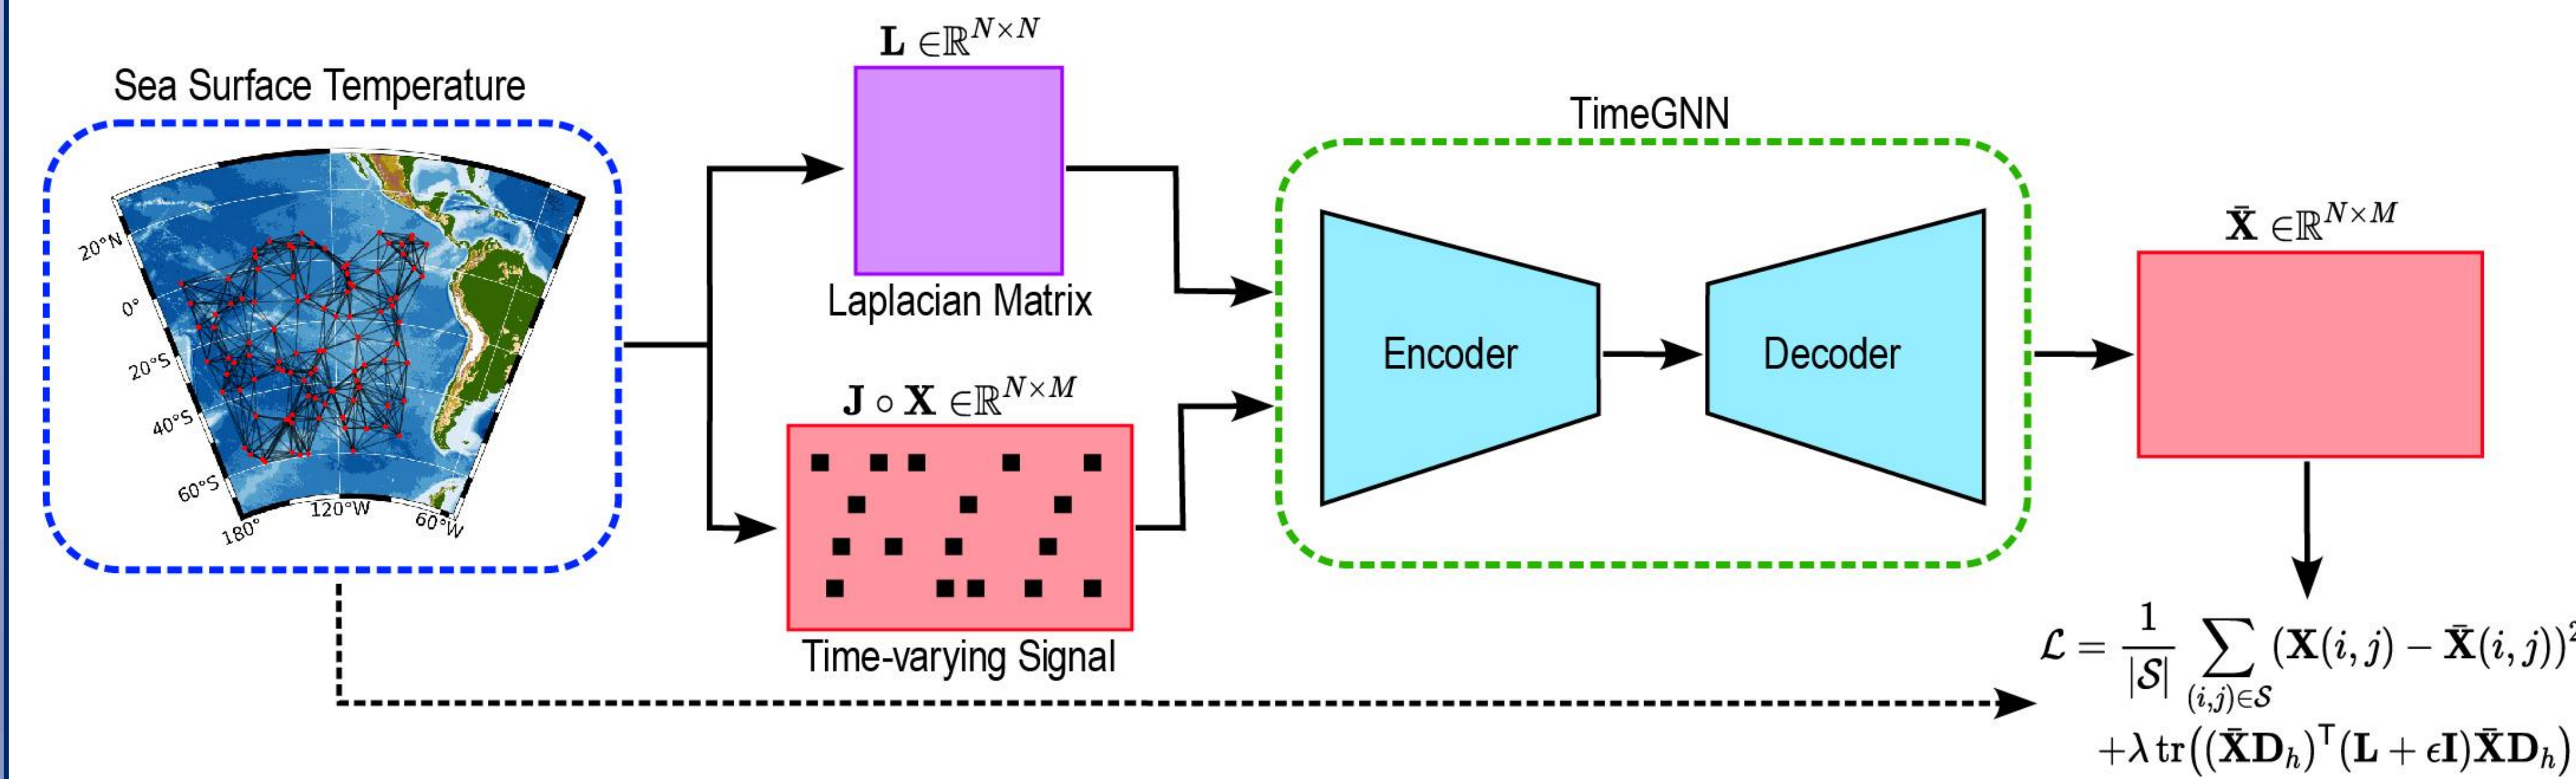 Sea Surface Temperature
20°N
0°
20°S
40°S
60°S
180°
120°W
60°W
L ∈ℝ^{N×N}
Laplacian Matrix
J ∘ X ∈ℝ^{N×M}
Time-varying Signal
TimeGNN
Encoder
Decoder
X̄ ∈ℝ^{N×M}
ℒ = 1/|𝒮| ∑_{(i,j)∈𝒮} (X(i, j) − X̄(i, j))²
+λ tr((X̄D_h)^⊤(L + ϵI)X̄D_h)